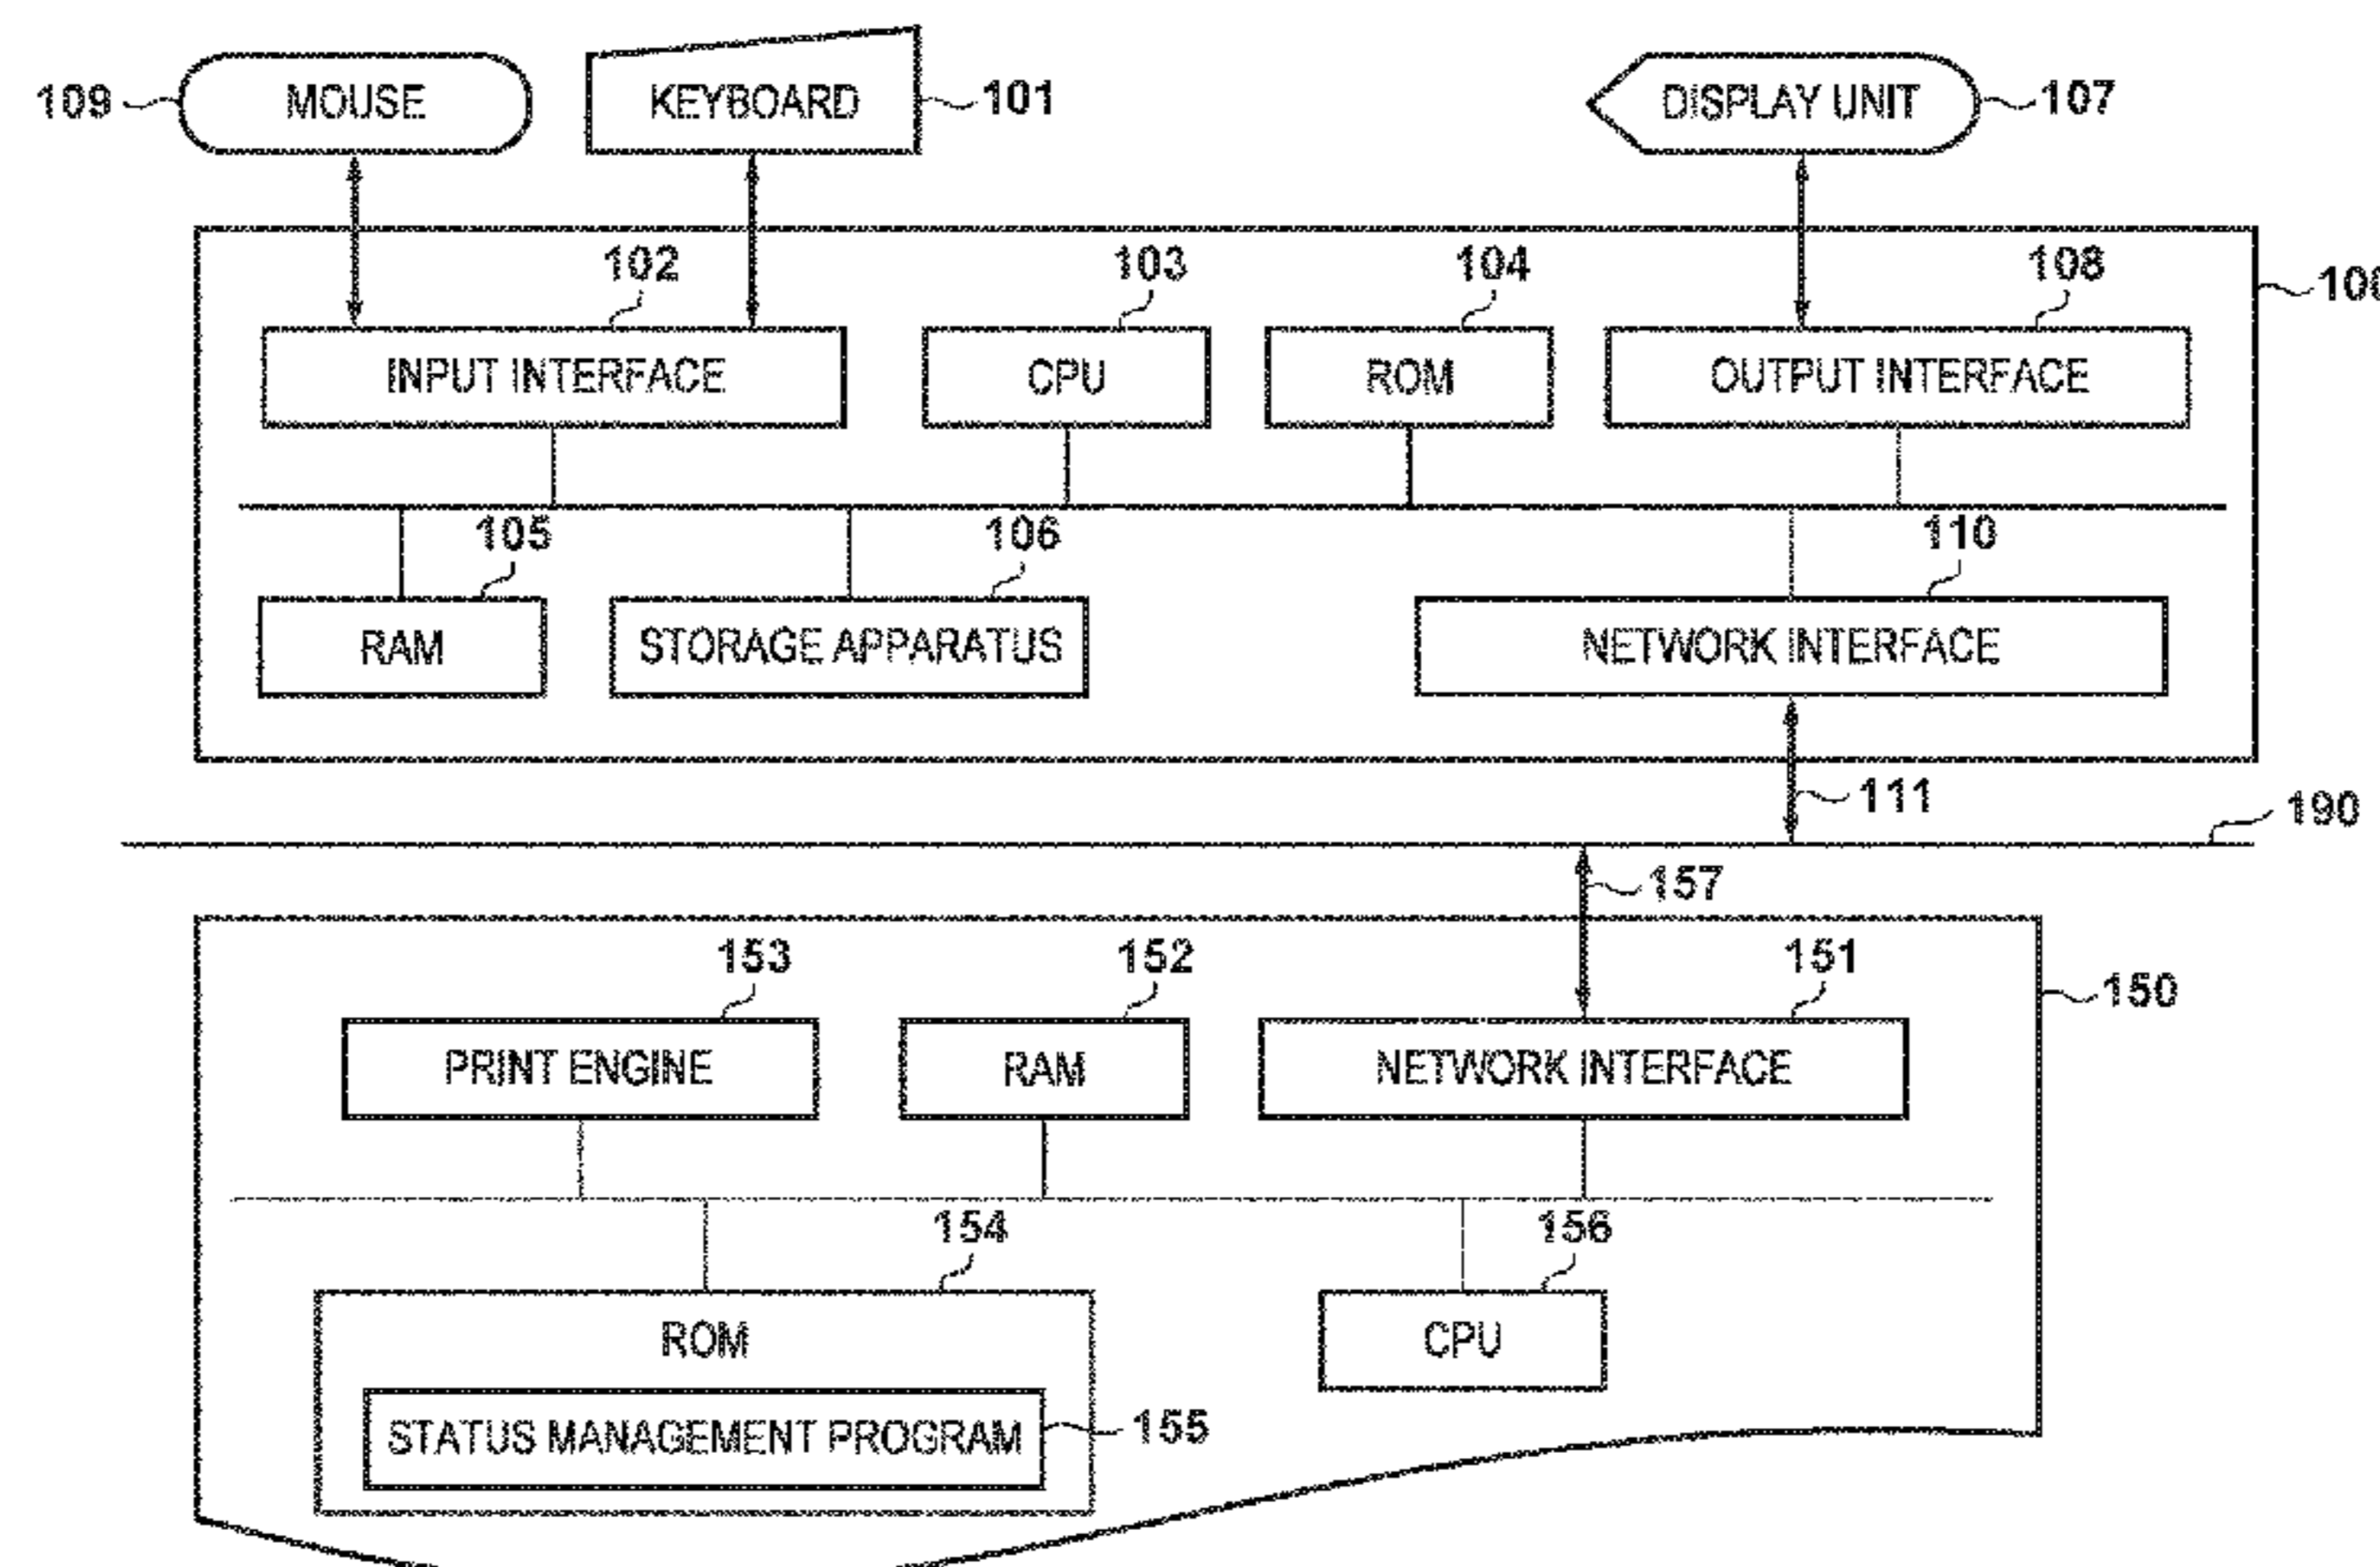 109 MOUSE KEYBOARD 101 DISPLAY UNIT 107
102 103 104 108 100
INPUT INTERFACE CPU ROM OUTPUT INTERFACE
105 106 110
RAM STORAGE APPARATUS NETWORK INTERFACE
111
190
157
153 152 151 150
PRINT ENGINE RAM NETWORK INTERFACE
154 156
ROM CPU
STATUS MANAGEMENT PROGRAM 155